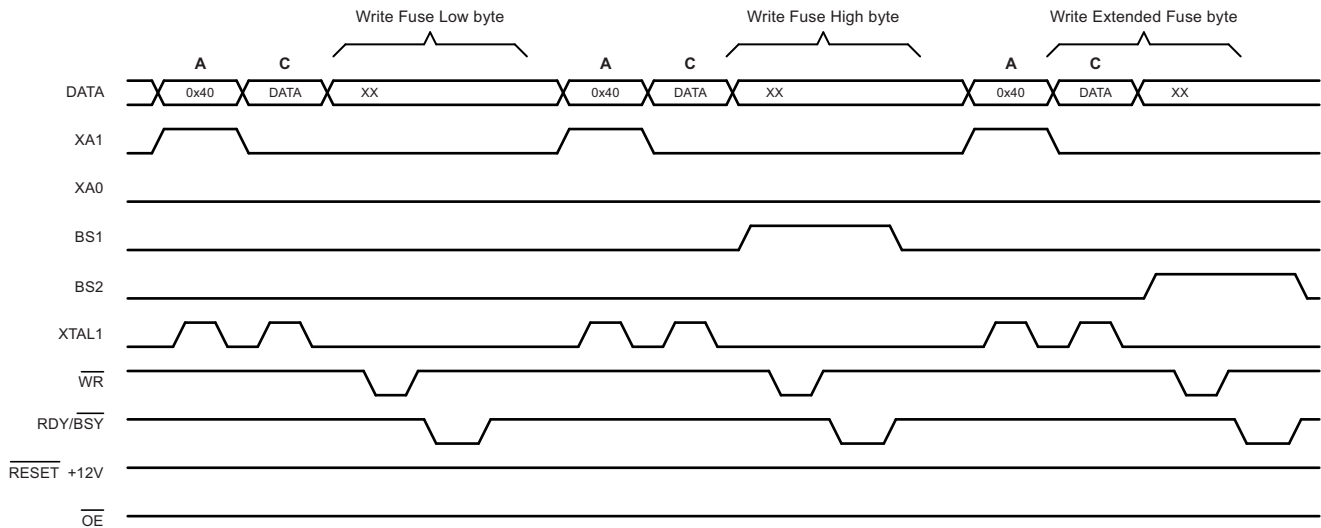 Write Fuse Low byte Write Fuse High byte Write Extended Fuse byte
A C A C A C
DATA 0x40 DATA XX 0x40 DATA XX 0x40 DATA XX
XA1
XA0
BS1
BS2
XTAL1
WR
RDY/BSY
RESET +12V
OE